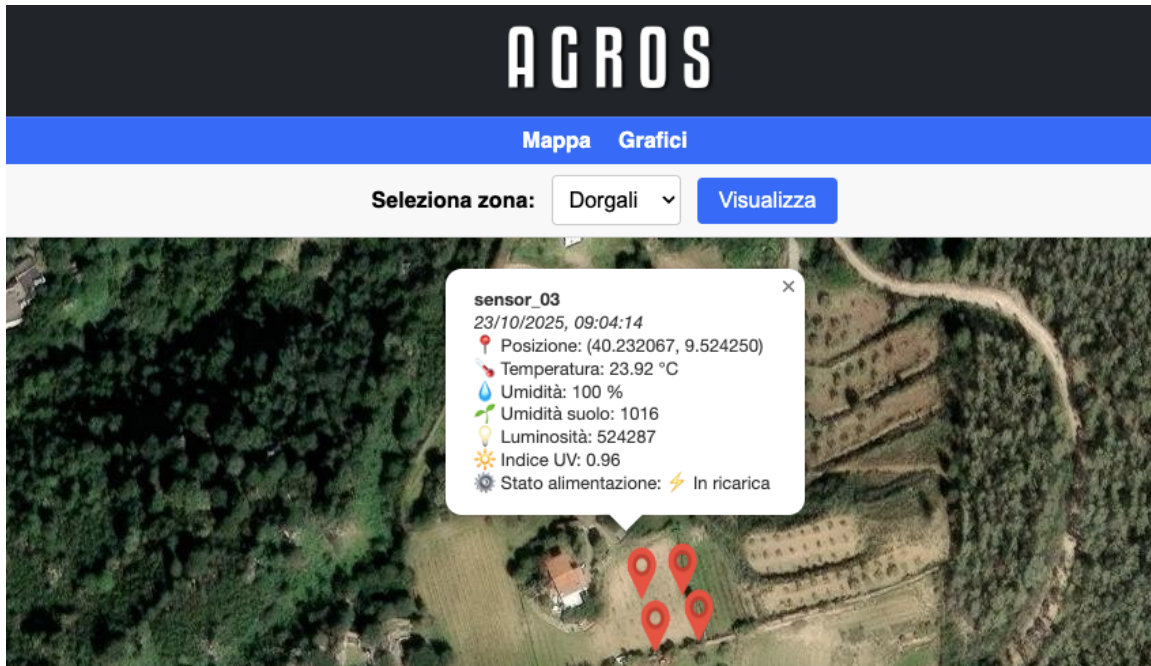 AGROS
Mappa Grafici
Seleziona zona: Dorgali Visualizza
sensor_03
23/10/2025, 09:04:14
📍 Posizione: (40.232067, 9.524250)
🌡️ Temperatura: 23.92 °C
💧 Umidità: 100 %
🌱 Umidità suolo: 1016
💡 Luminosità: 524287
🔆 Indice UV: 0.96
⚙️ Stato alimentazione: ⚡ In ricarica